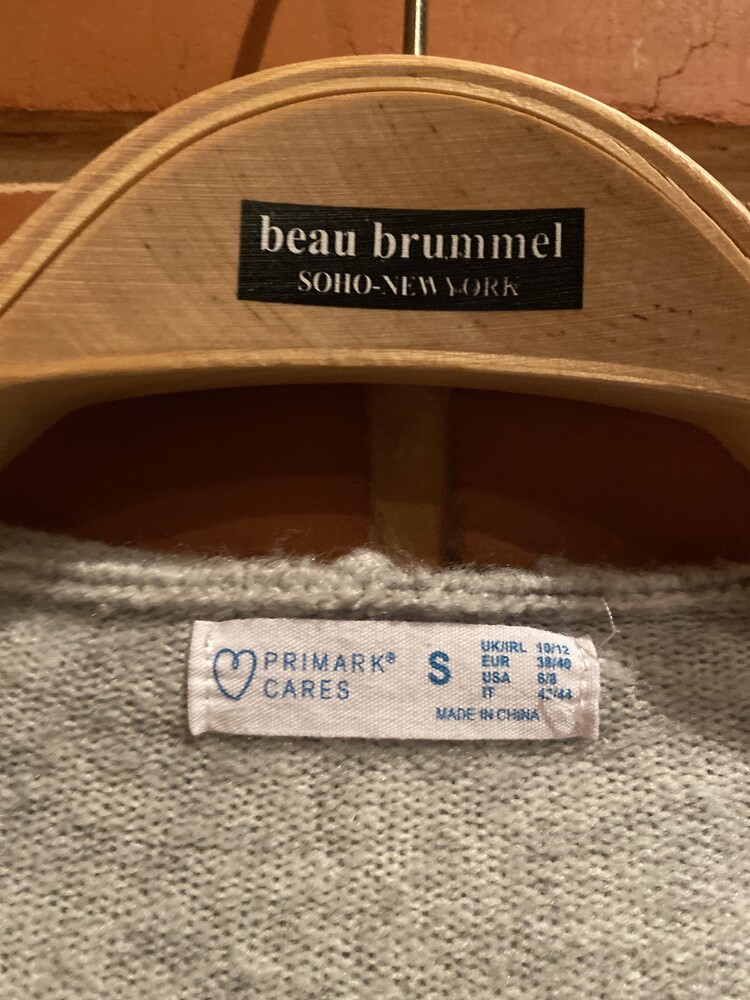 beau brummel
SOHO-NEW YORK
PRIMARK®
CARES
S
UK/IRL 10/12
EUR 38/40
USA 6/8
IT 42/44
MADE IN CHINA